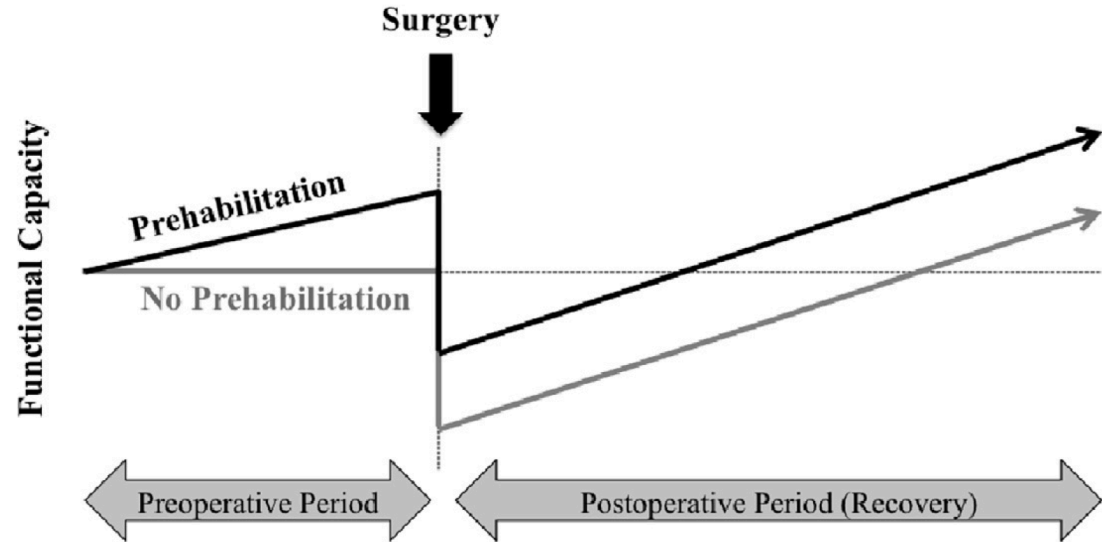 Surgery
Functional Capacity
Prehabilitation
No Prehabilitation
Preoperative Period
Postoperative Period (Recovery)